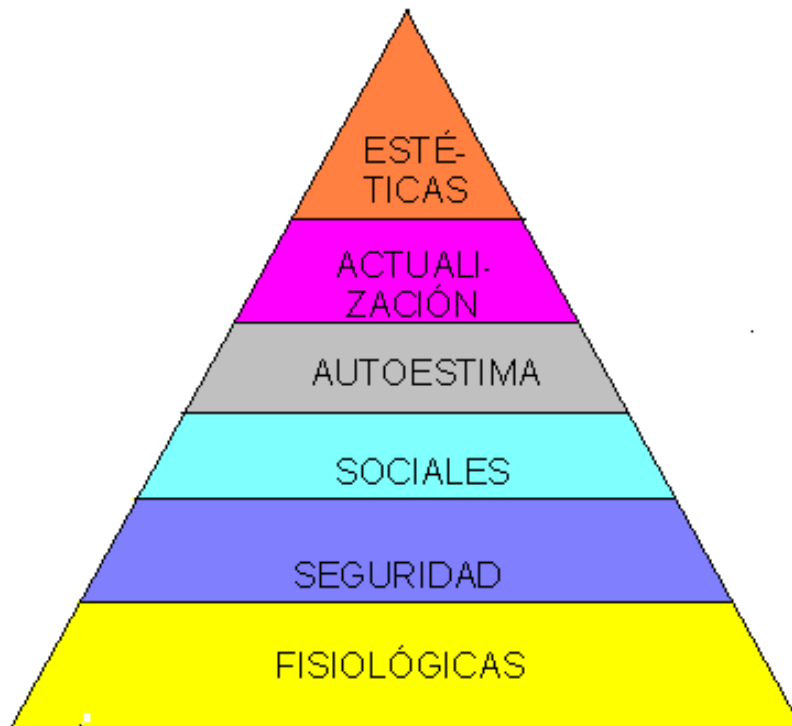 ESTÉ-
TICAS
ACTUALI-
ZACIÓN
AUTOESTIMA
SOCIALES
SEGURIDAD
FISIOLÓGICAS